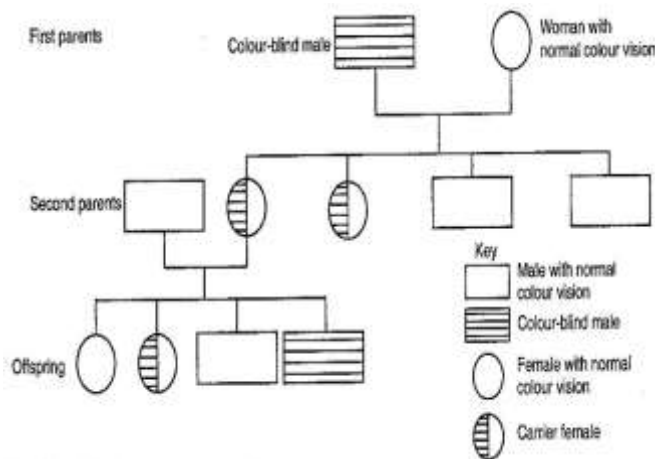 First parents
Colour-blind male
Woman with
normal colour vision
Second parents
Key
Male with normal
colour vision
Colour-blind male
Offspring
Female with normal
colour vision
Carrier female